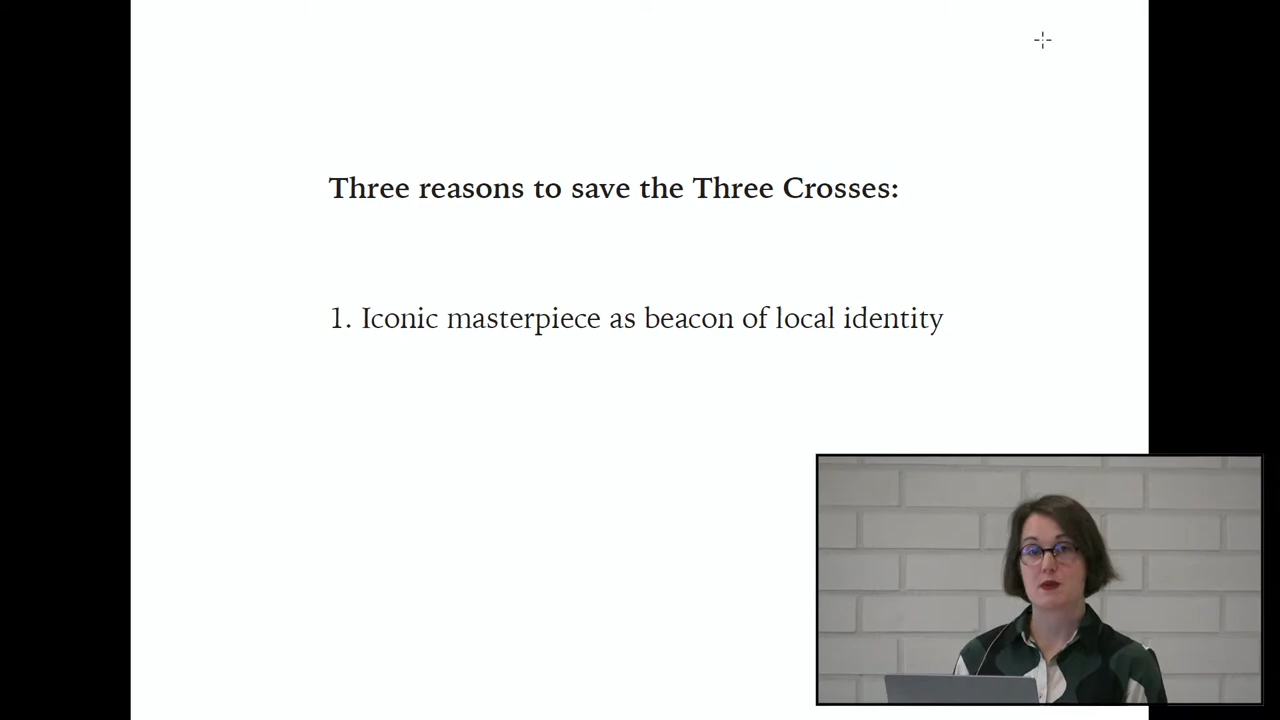 Three reasons to save the Three Crosses:
1. Iconic masterpiece as beacon of local identity